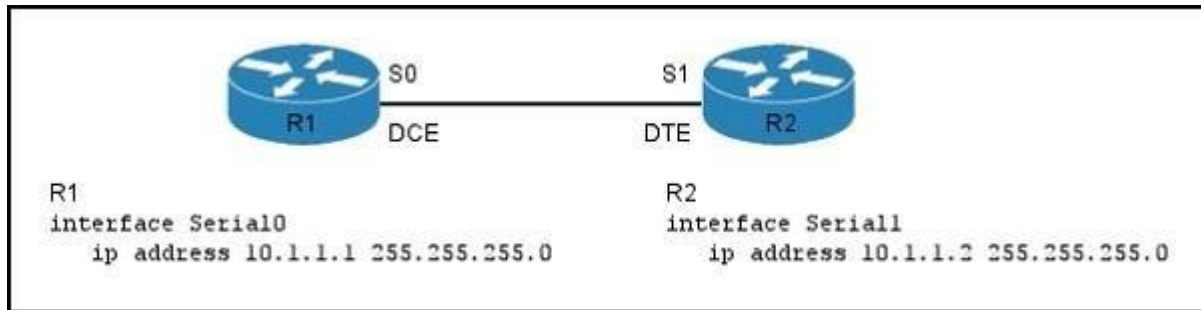 S0
S1
R1
R2
DCE
DTE
R1
interface Serial0
ip address 10.1.1.1 255.255.255.0
R2
interface Serial1
ip address 10.1.1.2 255.255.255.0